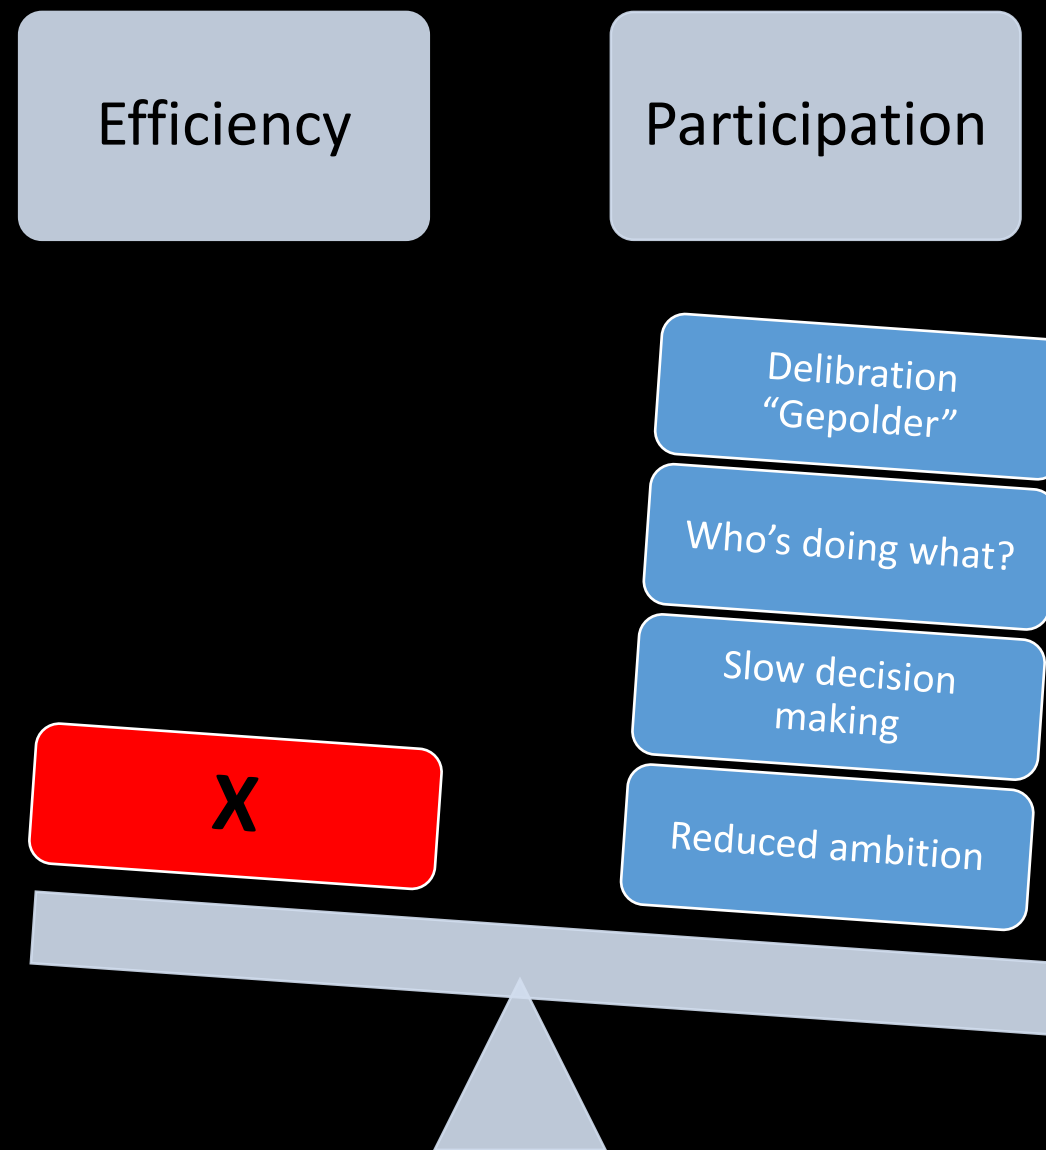 Efficiency
Participation
Delibration
“Gepolder”
Who’s doing what?
Slow decision
making
Reduced ambition
X